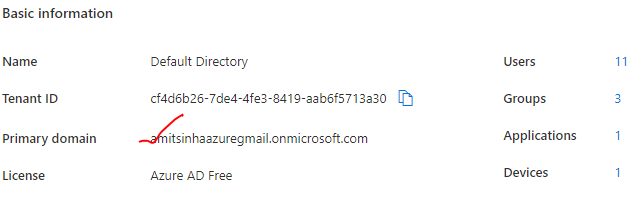 Basic information
Name Default Directory Users 11
Tenant ID cf4d6b26-7de4-4fe3-8419-aab6f5713a30 Groups 3
Primary domain amitsinhaazuregmail.onmicrosoft.com Applications 1
License Azure AD Free Devices 1